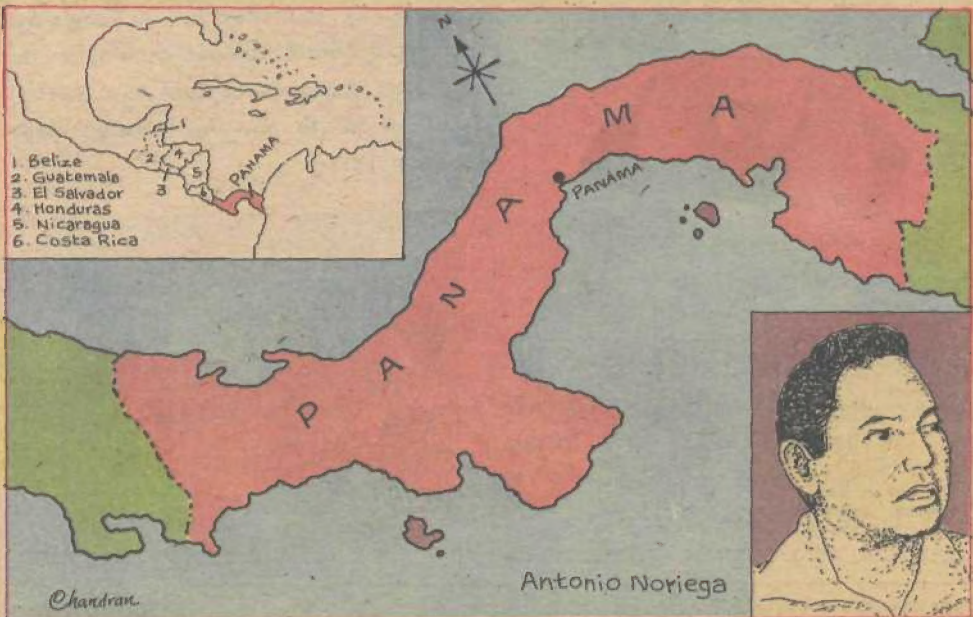 N
1. Belize
2. Guatemala
3. El Salvador
4. Honduras
5. Nicaragua
6. Costa Rica
1
2
4
3
5
6
PANAMA
PANAMA
PANÁMA
Antonio Noriega
Chandran